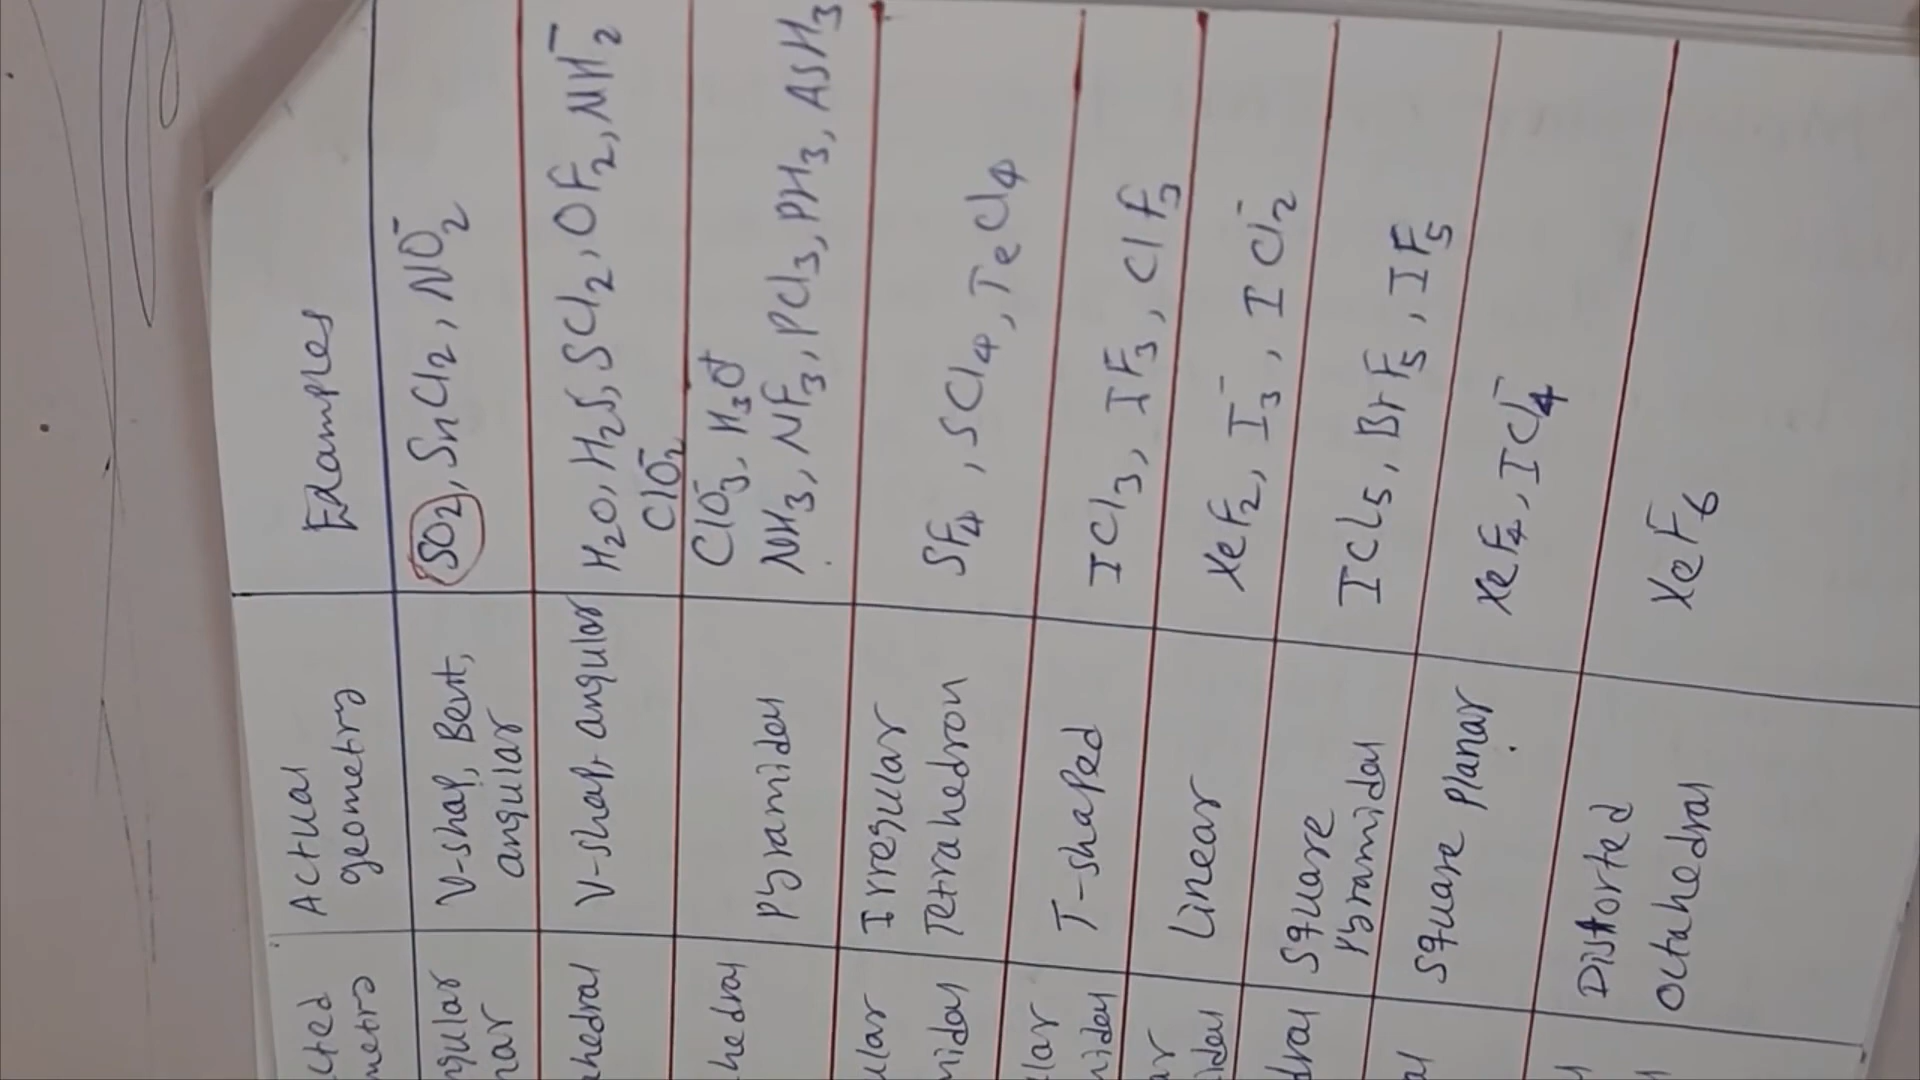 Expected geometry Actual geometry Examples
V-shap, Bent, angular SO2, SnCl2, NO2-
V-shap, angular H2O, H2S, SCl2, OF2, NH2-
ClO2-
ClO3-, H3O+
Pyramidal NH3, NF3, PCl3, PH3, AsH3
Irregular
Tetrahedron SF4, SCl4, TeCl4
T-shaped ICl3, IF3, ClF3
Linear XeF2, I3-, ICl2-
Square
Pyramidal ICl5, BrF5, IF5
Square Planar XeF4, ICl4-
Distorted
Octahedral XeF6